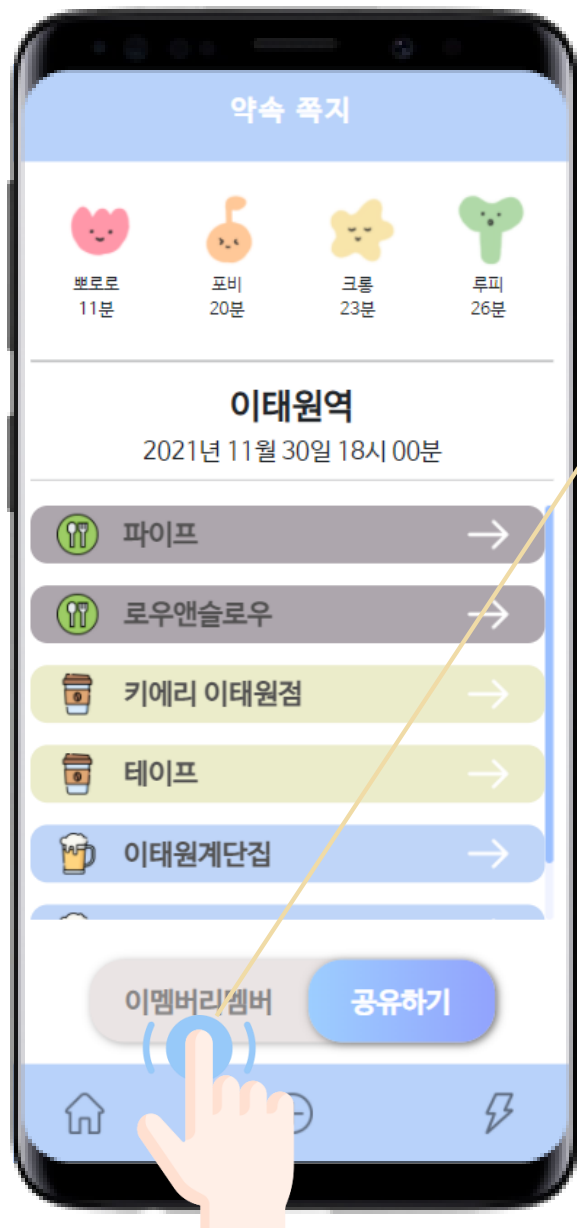 약속 쪽지
뽀로로 포비 크롱 루피
11분 20분 23분 26분
이태원역
2021년 11월 30일 18시 00분
파이프
로우앤슬로우
키에리 이태원점
테이프
이태원계단집
이멤버리멤버 공유하기